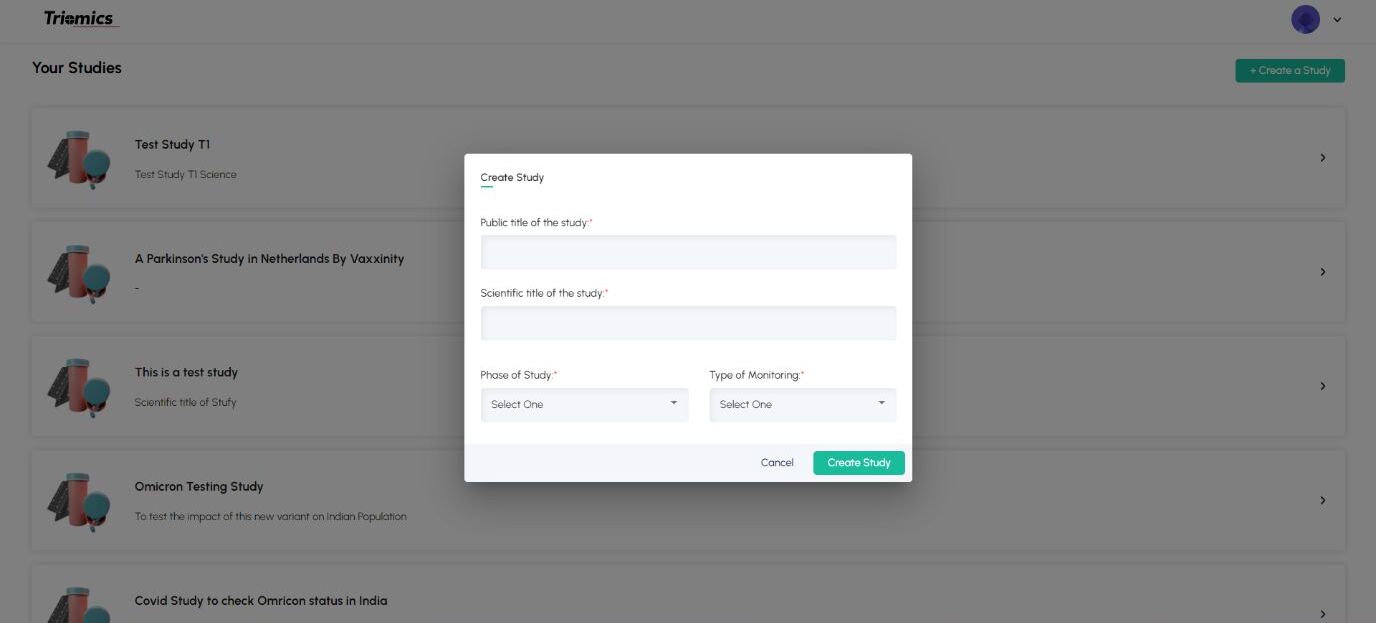 Triomics
Your Studies
+ Create a Study
Test Study T1
Test Study T1 Science
A Parkinson's Study in Netherlands By Vaxxinity
-
This is a test study
Scientific title of Stufy
Omicron Testing Study
To test the impact of this new variant on Indian Population
Covid Study to check Omricon status in India
Create Study
Public title of the study:*
Scientific title of the study:*
Phase of Study:* Type of Monitoring:*
Select One Select One
Cancel Create Study